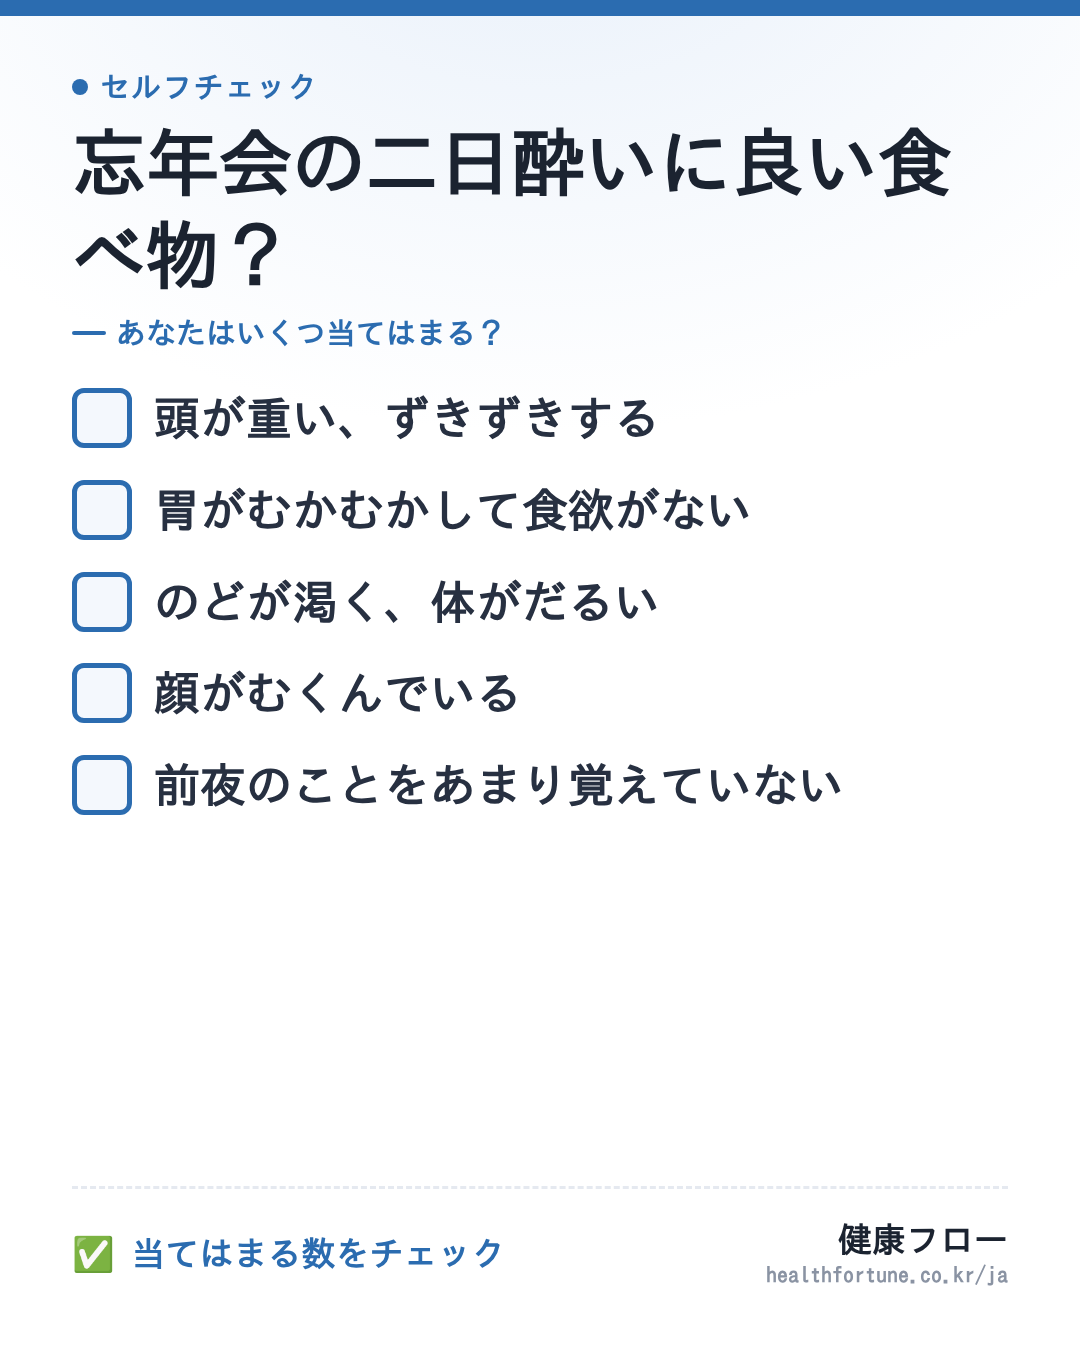 セルフチェック
忘年会の二日酔いに良い食
べ物？
— あなたはいくつ当てはまる？
頭が重い、ずきずきする
胃がむかむかして食欲がない
のどが渇く、体がだるい
顔がむくんでいる
前夜のことをあまり覚えていない
✅ 当てはまる数をチェック
健康フロー
healthfortune.co.kr/ja